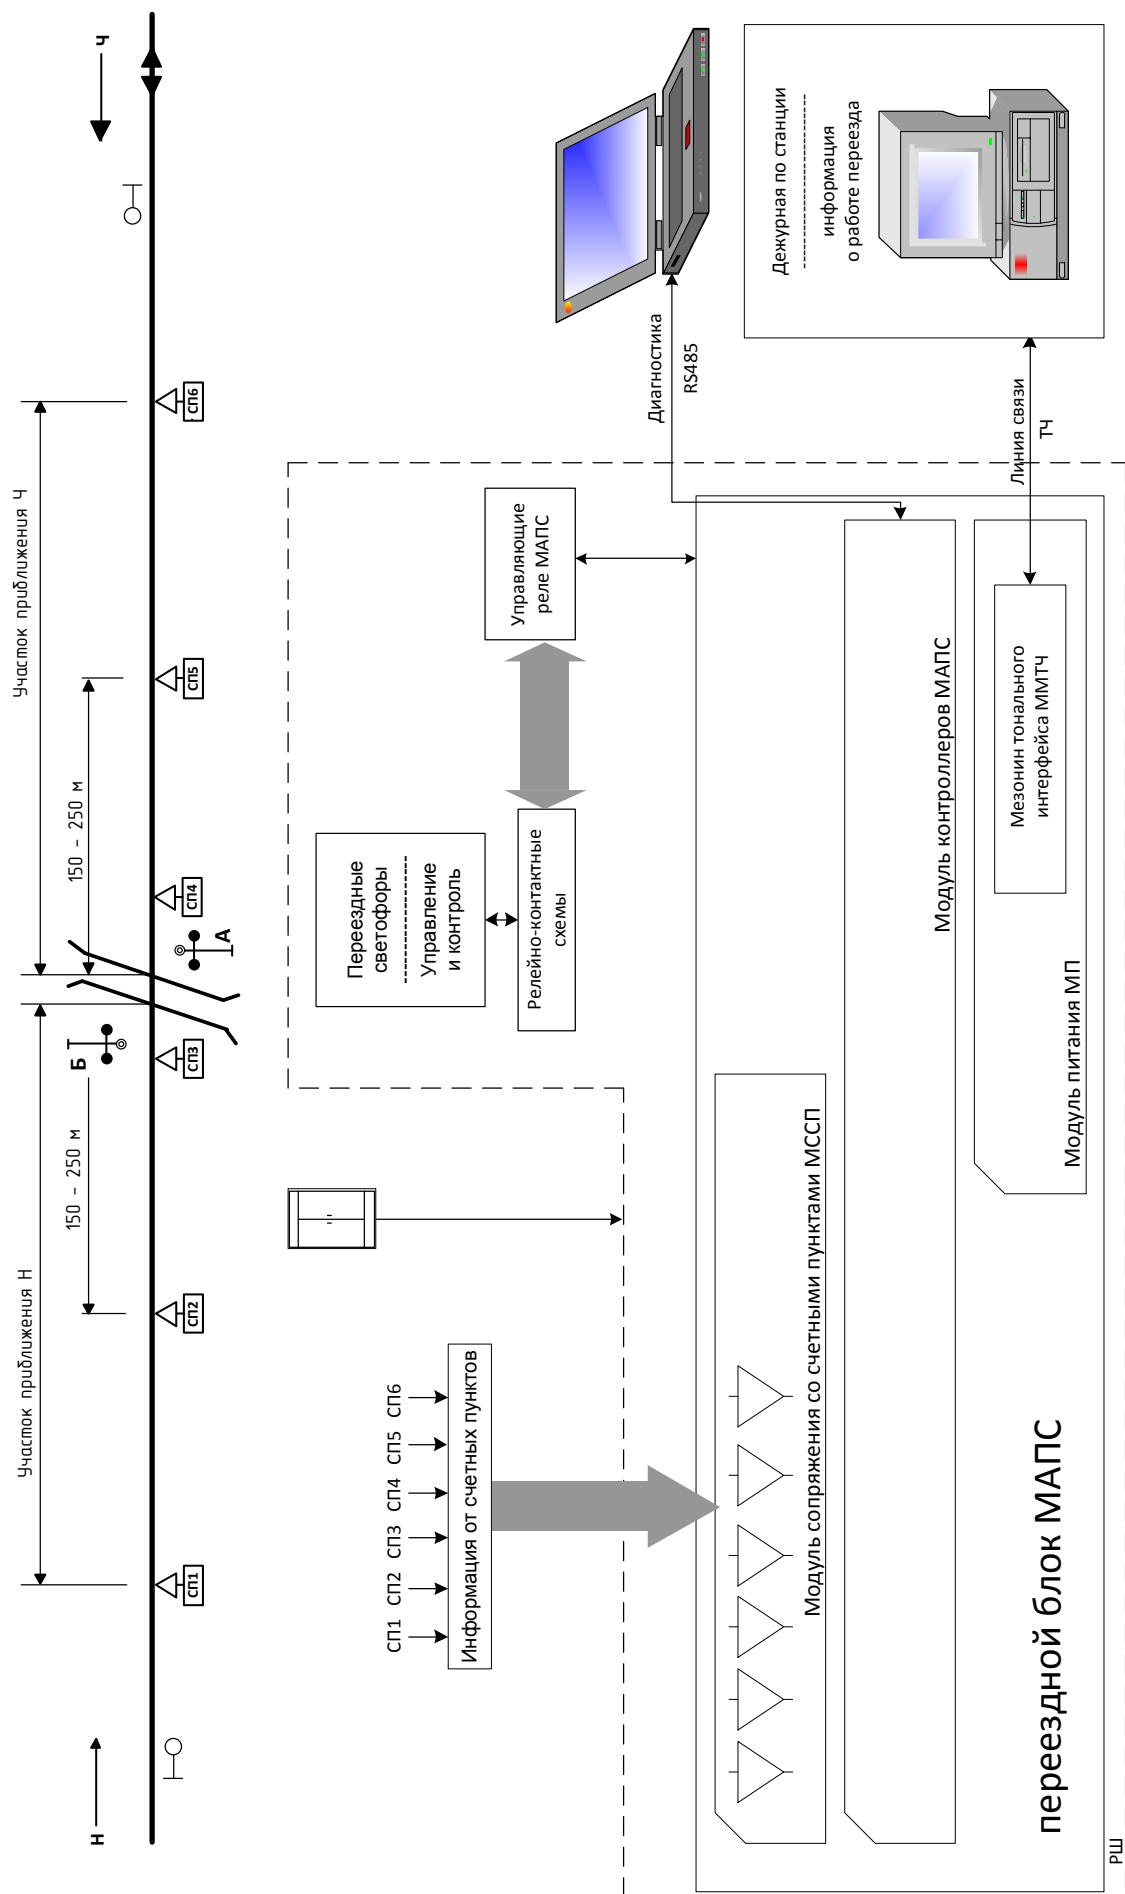 Н
Ч
Участок приближения Н
Участок приближения Ч
150 – 250 м
150 – 250 м
Б
А
СП1
СП2
СП3
СП4
СП5
СП6
СП1 СП2 СП3 СП4 СП5 СП6
Информация от счетных пунктов
Переездные
светофоры
Управление
и контроль
Релейно-контактные
схемы
Управляющие
реле МАПС
Диагностика
RS485
Дежурная по станции
информация
о работе переезда
Линия связи
ТЧ
Модуль сопряжения со счетными пунктами МССП
Модуль контроллеров МАПС
Мезонин тонального
интерфейса ММТЧ
Модуль питания МП
переездной блок МАПС
РШ